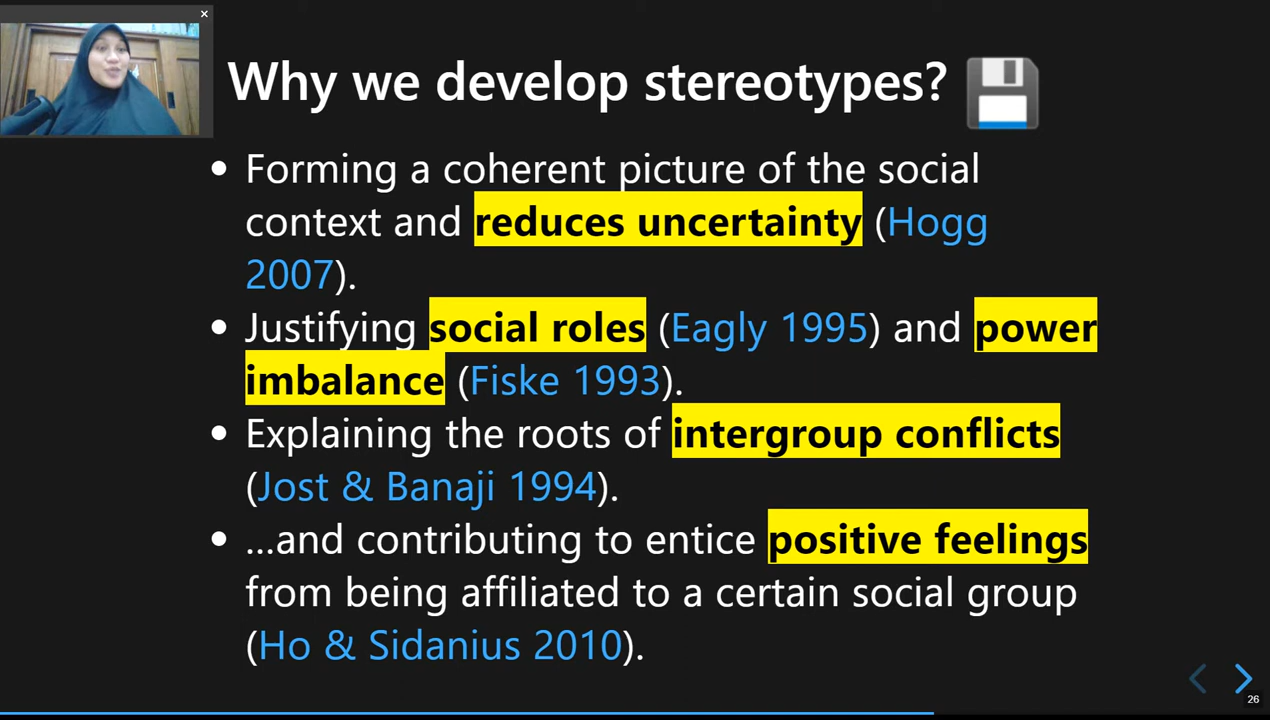 Why we develop stereotypes?
• Forming a coherent picture of the social
context and reduces uncertainty (Hogg
2007).
• Justifying social roles (Eagly 1995) and power
imbalance (Fiske 1993).
• Explaining the roots of intergroup conflicts
(Jost & Banaji 1994).
• ...and contributing to entice positive feelings
from being affiliated to a certain social group
(Ho & Sidanius 2010).
26